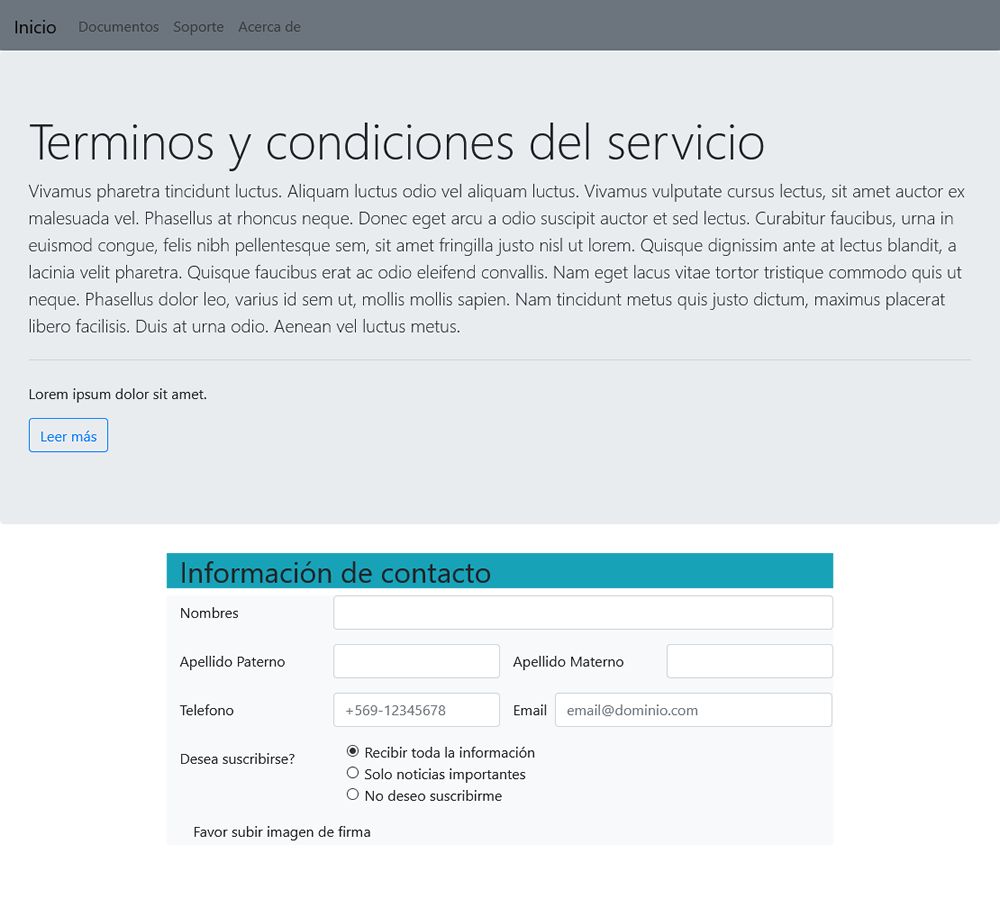 Inicio Documentos Soporte Acerca de
Terminos y condiciones del servicio
Vivamus pharetra tincidunt luctus. Aliquam luctus odio vel aliquam luctus. Vivamus vulputate cursus lectus, sit amet auctor ex
malesuada vel. Phasellus at rhoncus neque. Donec eget arcu a odio suscipit auctor et sed lectus. Curabitur faucibus, urna in
euismod congue, felis nibh pellentesque sem, sit amet fringilla justo nisl ut lorem. Quisque dignissim ante at lectus blandit, a
lacinia velit pharetra. Quisque faucibus erat ac odio eleifend convallis. Nam eget lacus vitae tortor tristique commodo quis ut
neque. Phasellus dolor leo, varius id sem ut, mollis mollis sapien. Nam tincidunt metus quis justo dictum, maximus placerat
libero facilisis. Duis at urna odio. Aenean vel luctus metus.
Lorem ipsum dolor sit amet.
Leer más
Información de contacto
Nombres
Apellido Paterno Apellido Materno
Telefono +569-12345678 Email email@dominio.com
Desea suscribirse? Recibir toda la información
Solo noticias importantes
No deseo suscribirme
Favor subir imagen de firma